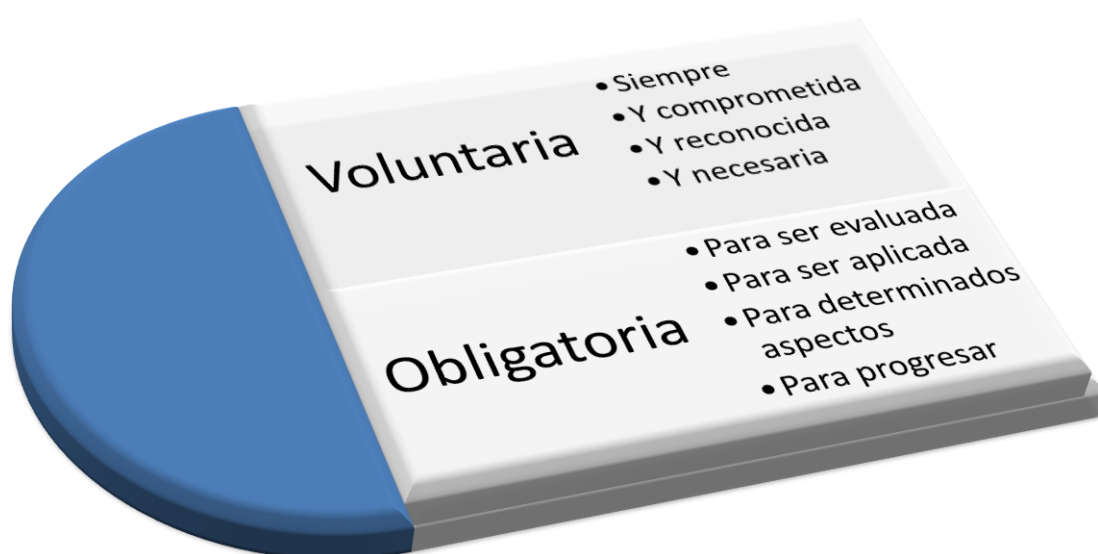 Voluntaria
• Siempre
• Y comprometida
• Y reconocida
• Y necesaria
Obligatoria
• Para ser evaluada
• Para ser aplicada
• Para determinados
aspectos
• Para progresar